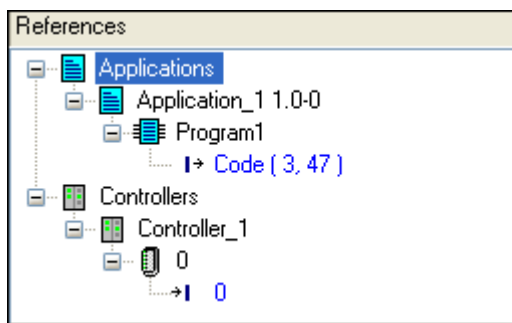 References
Applications
Application_1 1.0-0
Program1
Code ( 3, 47 )
Controllers
Controller_1
0
0